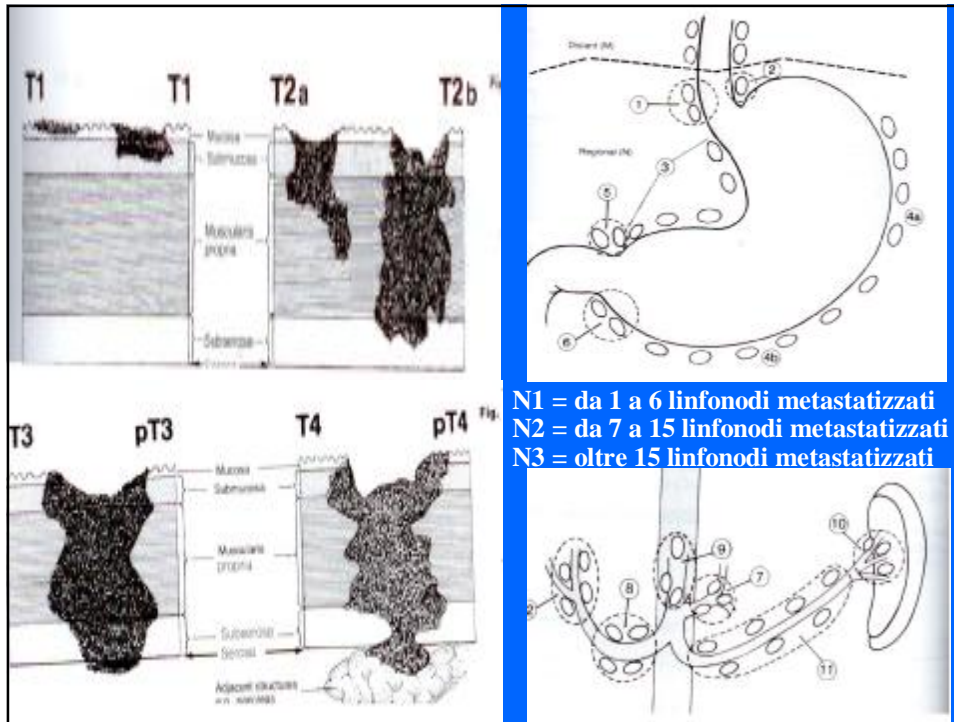 T1
T1
T2a
T2b
Mucosa
Submucosa
Muscularis
propria
Subserosa
Distant (M)
2
1
Regional (N)
3
5
4a
6
4b
N1 = da 1 a 6 linfonodi metastatizzati
N2 = da 7 a 15 linfonodi metastatizzati
N3 = oltre 15 linfonodi metastatizzati
T3
pT3
T4
pT4
Fig.
Mucosa
Submucosa
Muscularis
propria
Subserosa
Serosa
Adjacent structures
10
9
7
8
11